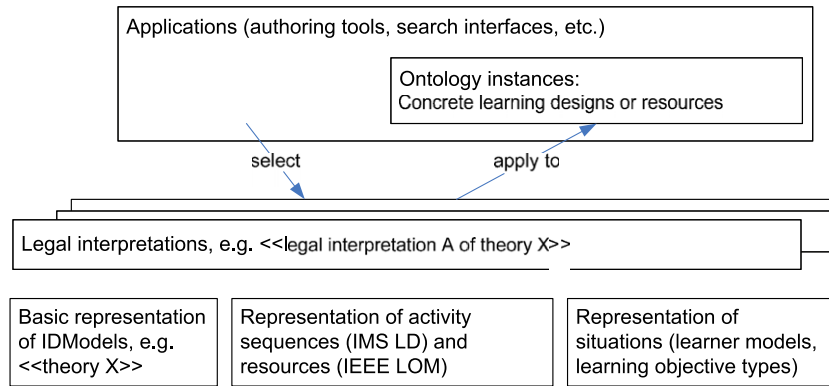 Applications (authoring tools, search interfaces, etc.)
Ontology instances:
Concrete learning designs or resources
select
apply to
Legal interpretations, e.g. <<legal interpretation A of theory X>>
Basic representation
of IDModels, e.g.
<<theory X>>
Representation of activity
sequences (IMS LD) and
resources (IEEE LOM)
Representation of
situations (learner models,
learning objective types)